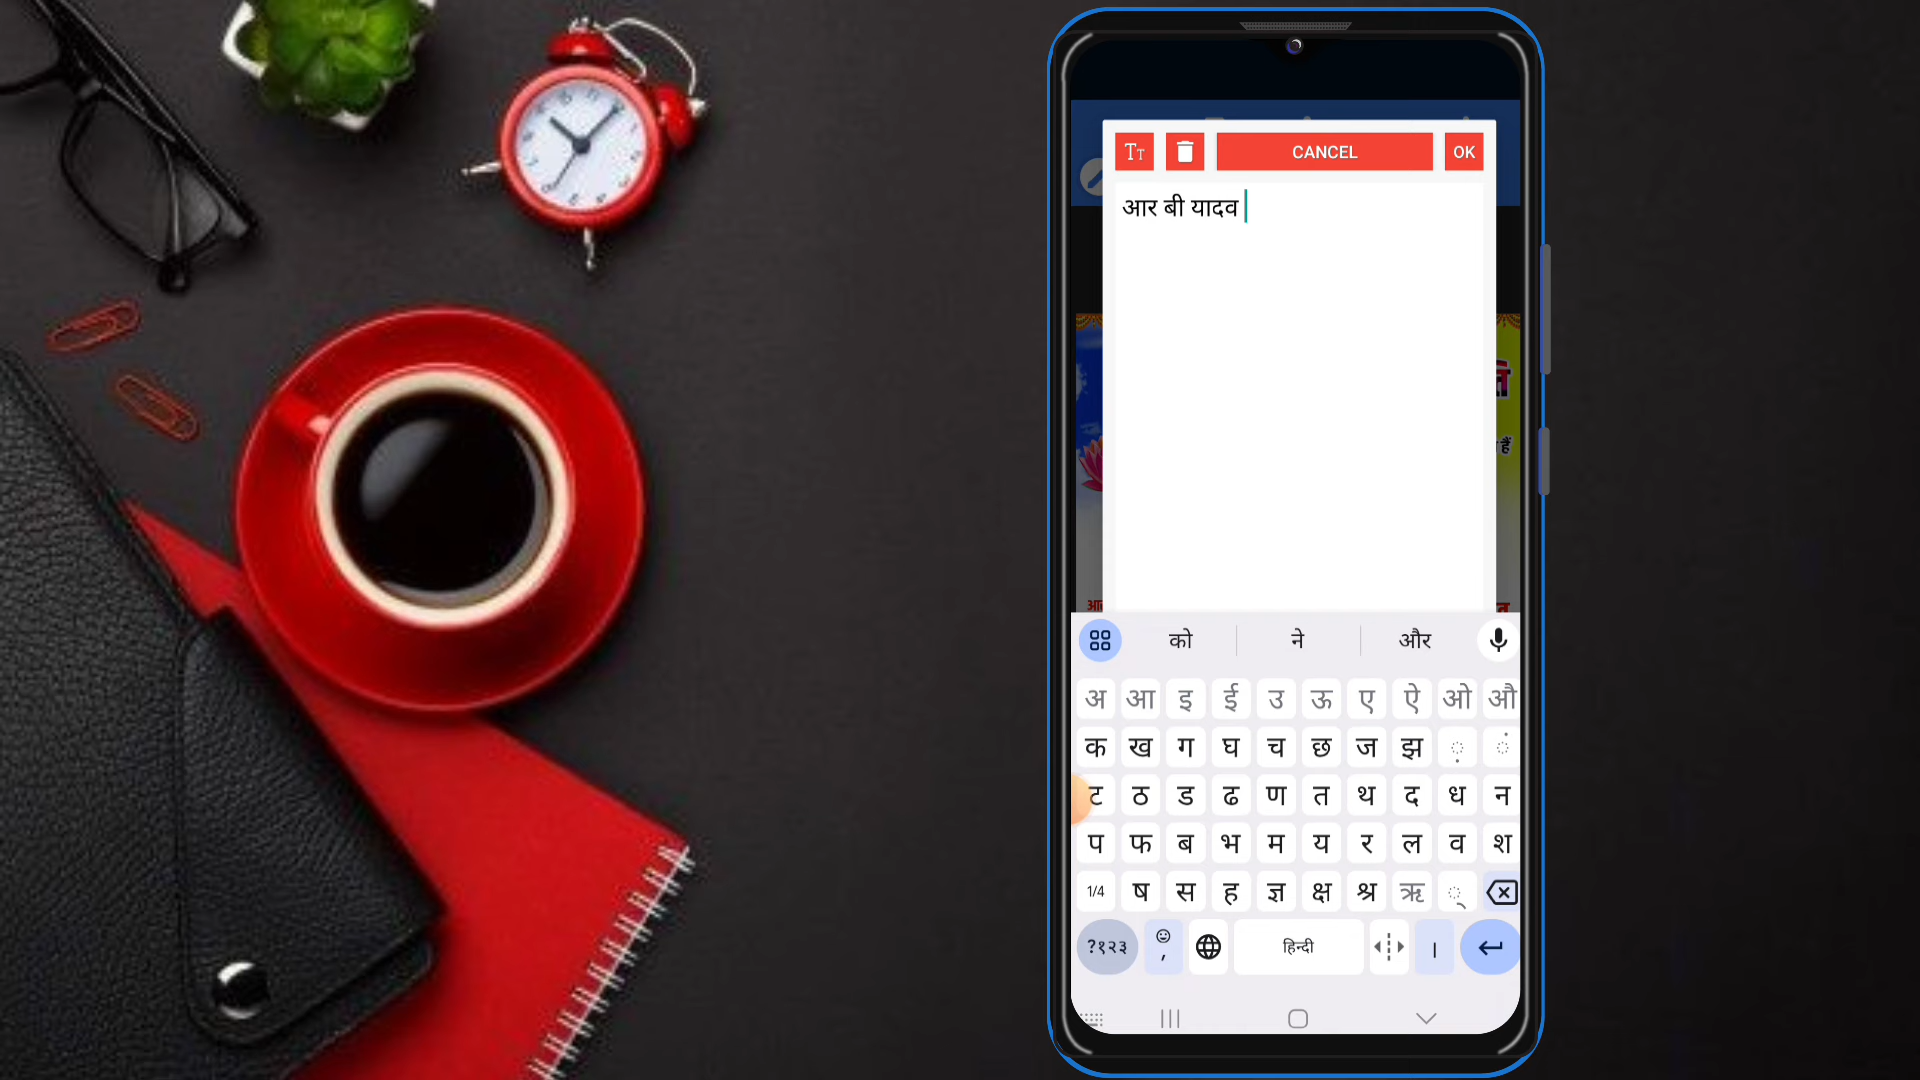 CANCEL OK
आर बी यादव
को ने और
अ आ इ ई उ ऊ ए ऐ ओ औ
क ख ग घ च छ ज झ ़ ं
ट ठ ड ढ ण त थ द ध न
प फ ब भ म य र ल व श
1/4 ष स ह ज्ञ क्ष श्र ऋ ्
?१२३ , हिन्दी ।